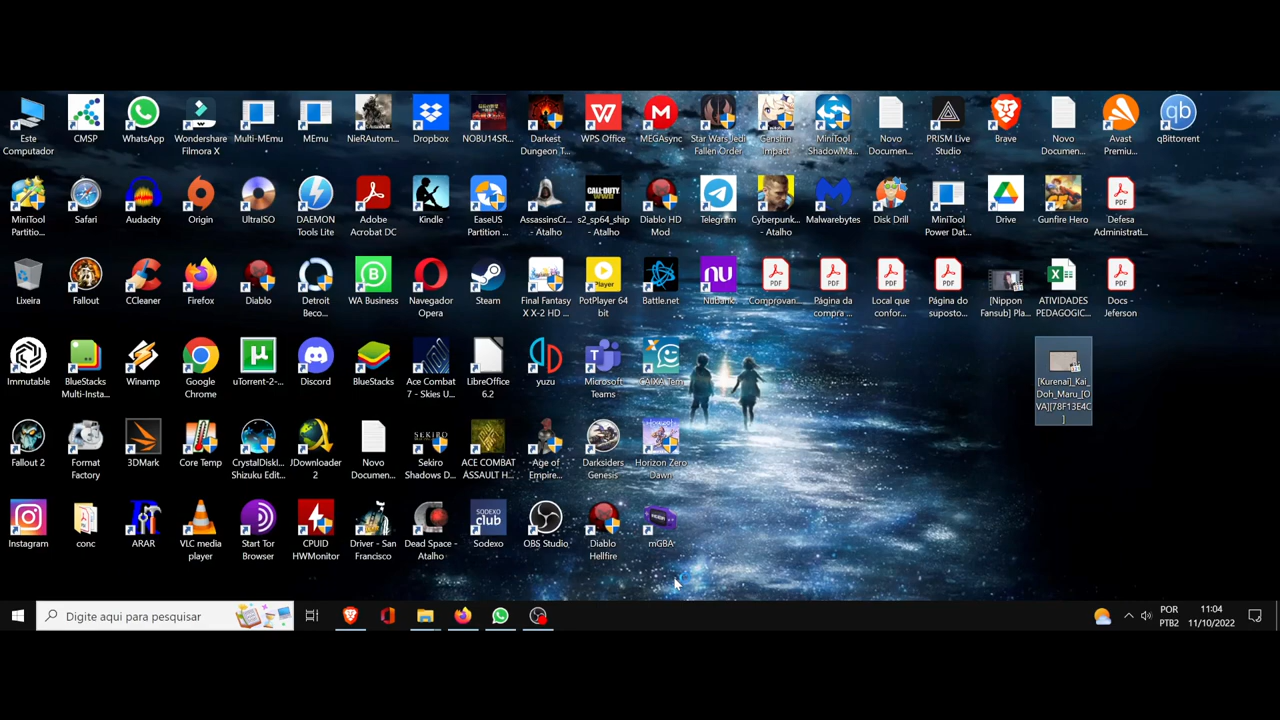 Este
Computador
CMSP
WhatsApp
Wondershare
Filmora X
Multi-MEmu
MEmu
NieRAutom...
Dropbox
NOBU14SR...
Darkest
Dungeon T...
WPS Office
MEGAsync
Star Wars Jedi
Fallen Order
Genshin
Impact
MiniTool
ShadowMa...
Novo
Documen...
PRISM Live
Studio
Brave
Novo
Documen...
Avast
Premiu...
qBittorrent
MiniTool
Partitio...
Safari
Audacity
Origin
UltraISO
DAEMON
Tools Lite
Adobe
Acrobat DC
Kindle
EaseUS
Partition ...
AssassinsCr...
- Atalho
s2_sp64_ship
- Atalho
Diablo HD
Mod
Telegram
Cyberpunk...
- Atalho
Malwarebytes
Disk Drill
MiniTool
Power Dat...
Drive
Gunfire Hero
Defesa
Administrati...
Lixeira
Fallout
CCleaner
Firefox
Diablo
Detroit
Beco...
WA Business
Navegador
Opera
Steam
Final Fantasy
X X-2 HD ...
PotPlayer 64
bit
Battle.net
Nubank
Comprovan...
Página da
compra ...
Local que
confor...
Página do
suposto...
[Nippon
Fansub] Pla...
ATIVIDADES
PEDAGOGIC...
Docs -
Jeferson
Immutable
BlueStacks
Multi-Insta...
Winamp
Google
Chrome
uTorrent-2-...
Discord
BlueStacks
Ace Combat
7 - Skies U...
LibreOffice
6.2
yuzu
Microsoft
Teams
CAIXA Tem
[Kurenai]_Kai_
Doh_Maru_[O
VA][78F13E4C
]
Fallout 2
Format
Factory
3DMark
Core Temp
CrystalDiskI...
Shizuku Edit...
JDownloader
2
Novo
Documen...
Sekiro
Shadows D...
ACE COMBAT
ASSAULT H...
Age of
Empire...
Darksiders
Genesis
Horizon Zero
Dawn
Instagram
conc
ARAR
VLC media
player
Start Tor
Browser
CPUID
HWMonitor
Driver - San
Francisco
Dead Space -
Atalho
Sodexo
OBS Studio
Diablo
Hellfire
mGBA
Digite aqui para pesquisar
POR
PTB2
11:04
11/10/2022